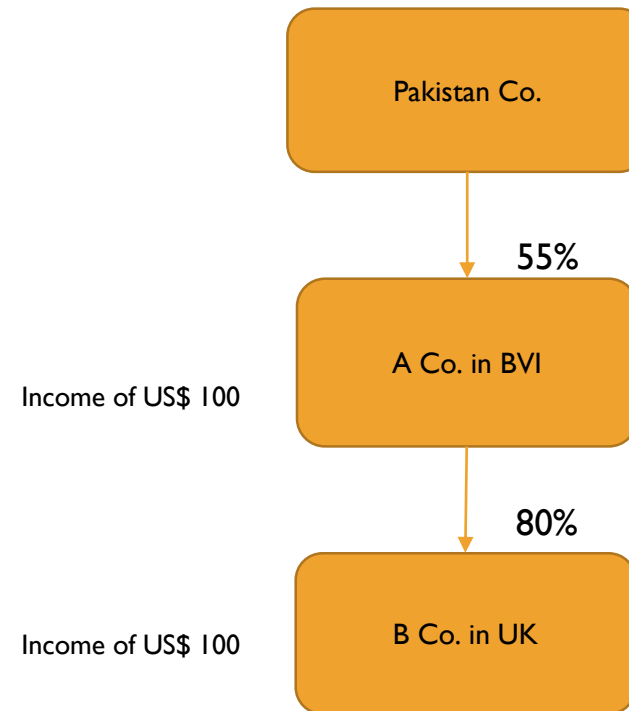 Pakistan Co.
55%
A Co. in BVI
Income of US$ 100
80%
B Co. in UK
Income of US$ 100